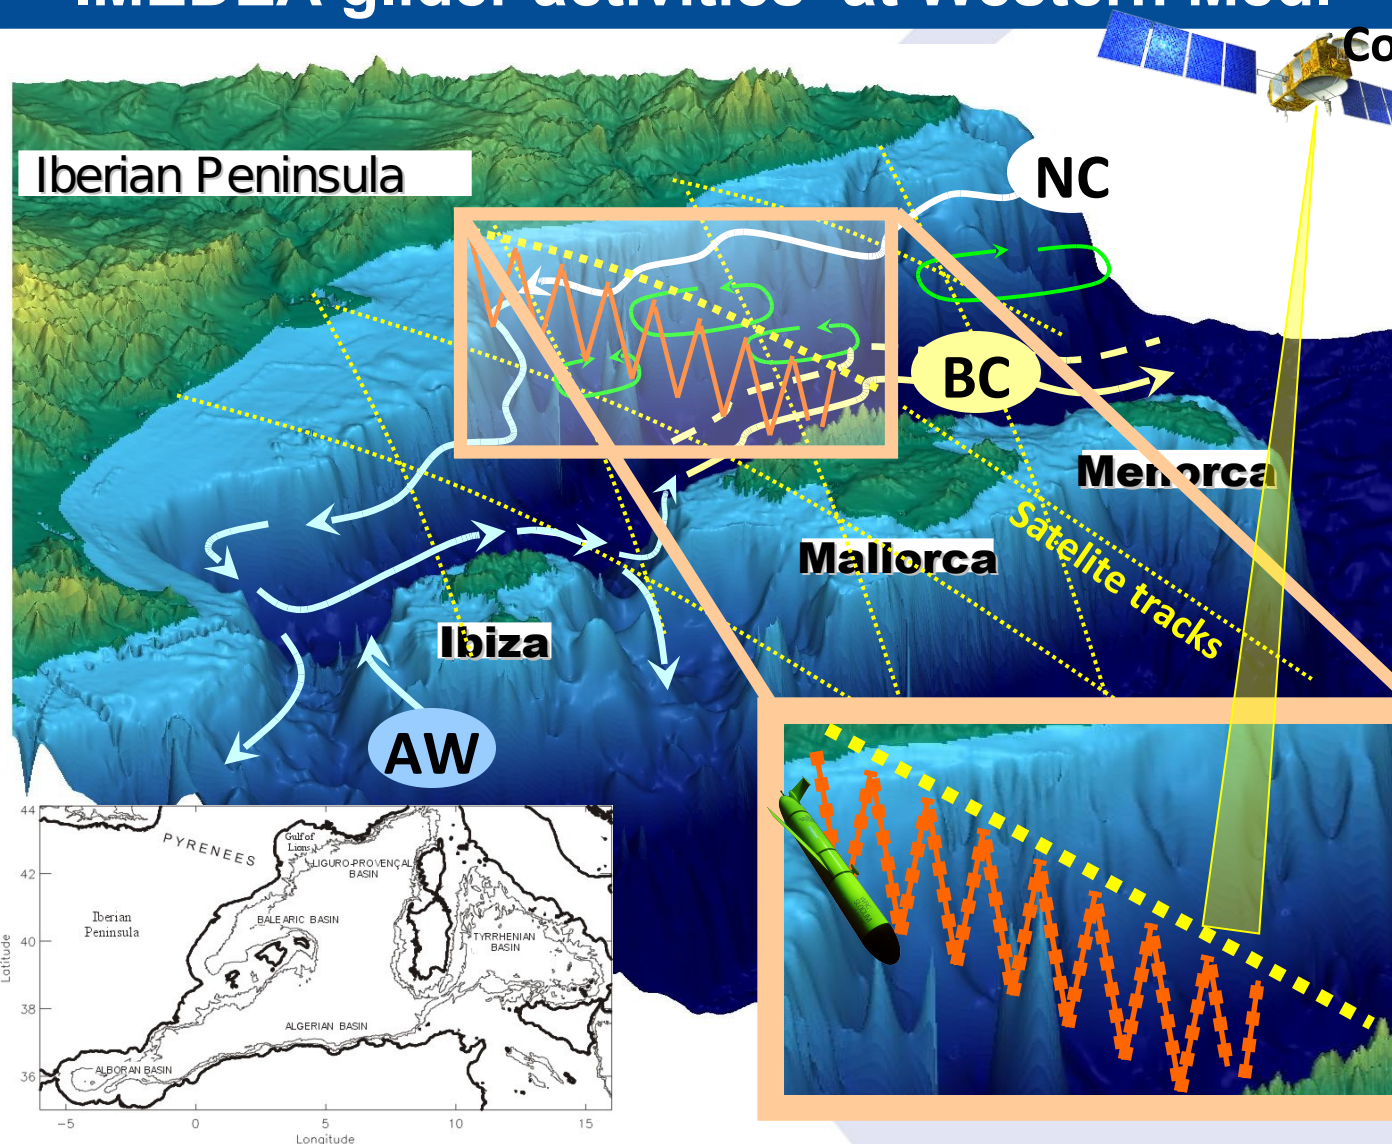 IMEDEA glider activities at Western Med.
Co
Iberian Peninsula
NC
BC
Menorca
Mallorca
Satelite tracks
Ibiza
AW
44
42
40
38
36
Latitude
PYRENEES
Gulf of
Lions
LIGURO-PROVENÇAL
BASIN
Iberian
Peninsula
BALEARIC BASIN
TYRRHENIAN
BASIN
ALGERIAN BASIN
ALBORAN BASIN
−5
0
5
10
15
Longitude